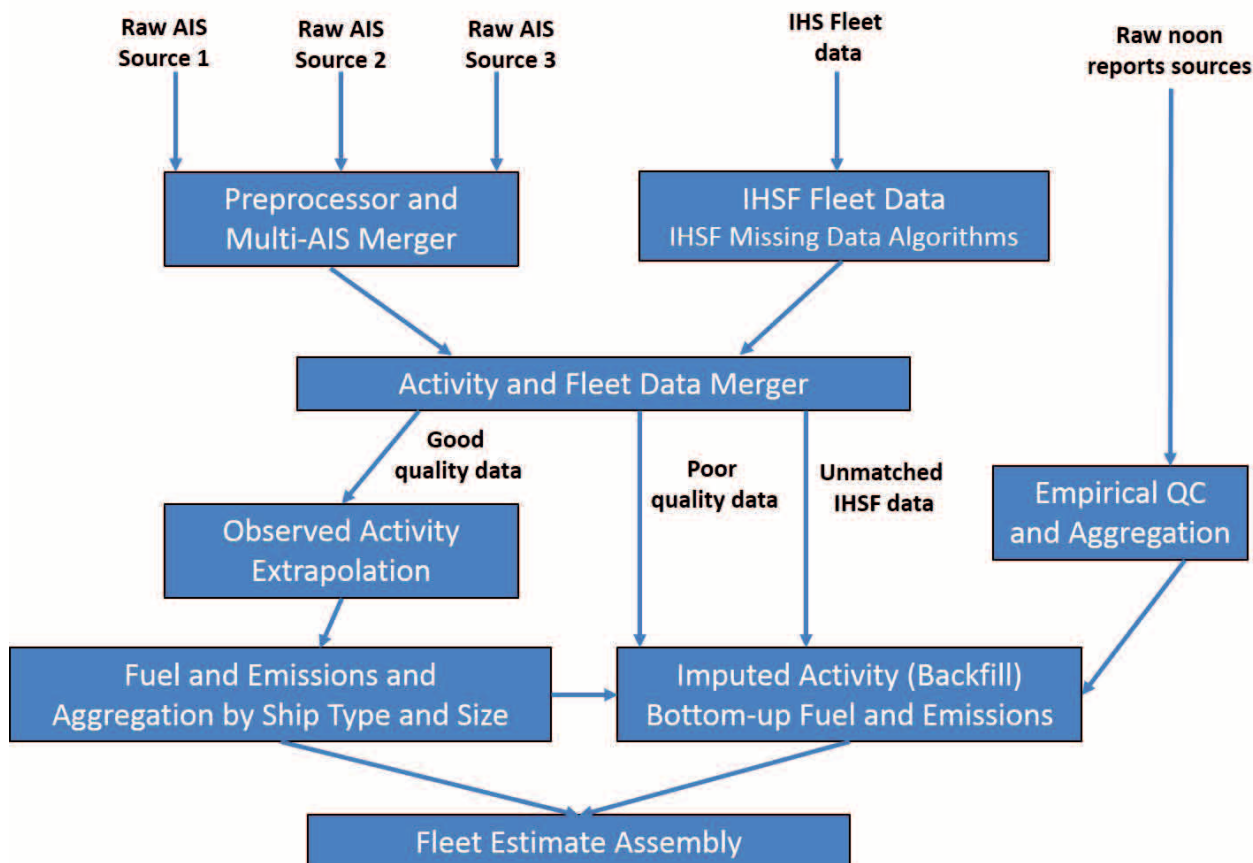 Raw AIS
Source 1
Raw AIS
Source 2
Raw AIS
Source 3
IHS Fleet
data
Raw noon
reports sources
Preprocessor and
Multi-AIS Merger
IHSF Fleet Data
IHSF Missing Data Algorithms
Activity and Fleet Data Merger
Good
quality data
Poor
quality data
Unmatched
IHSF data
Empirical QC
and Aggregation
Observed Activity
Extrapolation
Fuel and Emissions and
Aggregation by Ship Type and Size
Imputed Activity (Backfill)
Bottom-up Fuel and Emissions
Fleet Estimate Assembly